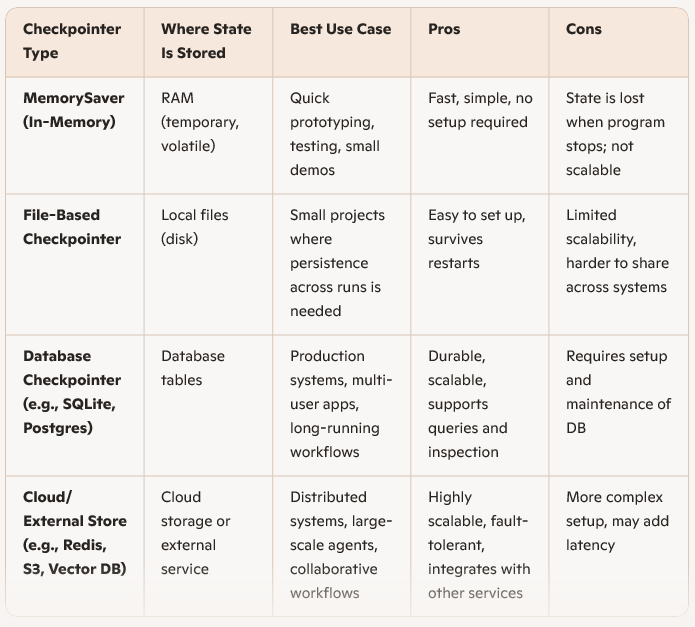 Checkpointer Type
Where State Is Stored
Best Use Case
Pros
Cons
MemorySaver (In-Memory)
RAM (temporary, volatile)
Quick prototyping, testing, small demos
Fast, simple, no setup required
State is lost when program stops; not scalable
File-Based Checkpointer
Local files (disk)
Small projects where persistence across runs is needed
Easy to set up, survives restarts
Limited scalability, harder to share across systems
Database Checkpointer (e.g., SQLite, Postgres)
Database tables
Production systems, multi-user apps, long-running workflows
Durable, scalable, supports queries and inspection
Requires setup and maintenance of DB
Cloud/External Store (e.g., Redis, S3, Vector DB)
Cloud storage or external service
Distributed systems, large-scale agents, collaborative workflows
Highly scalable, fault-tolerant, integrates with other services
More complex setup, may add latency